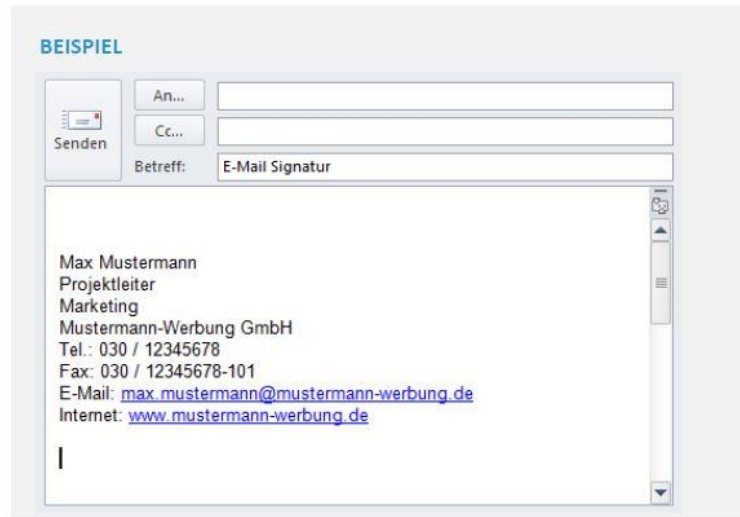 BEISPIEL
An...
Senden
Cc...
Betreff:
E-Mail Signatur
Max Mustermann
Projektleiter
Marketing
Mustermann-Werbung GmbH
Tel.: 030 / 12345678
Fax: 030 / 12345678-101
E-Mail: max.mustermann@mustermann-werbung.de
Internet: www.mustermann-werbung.de